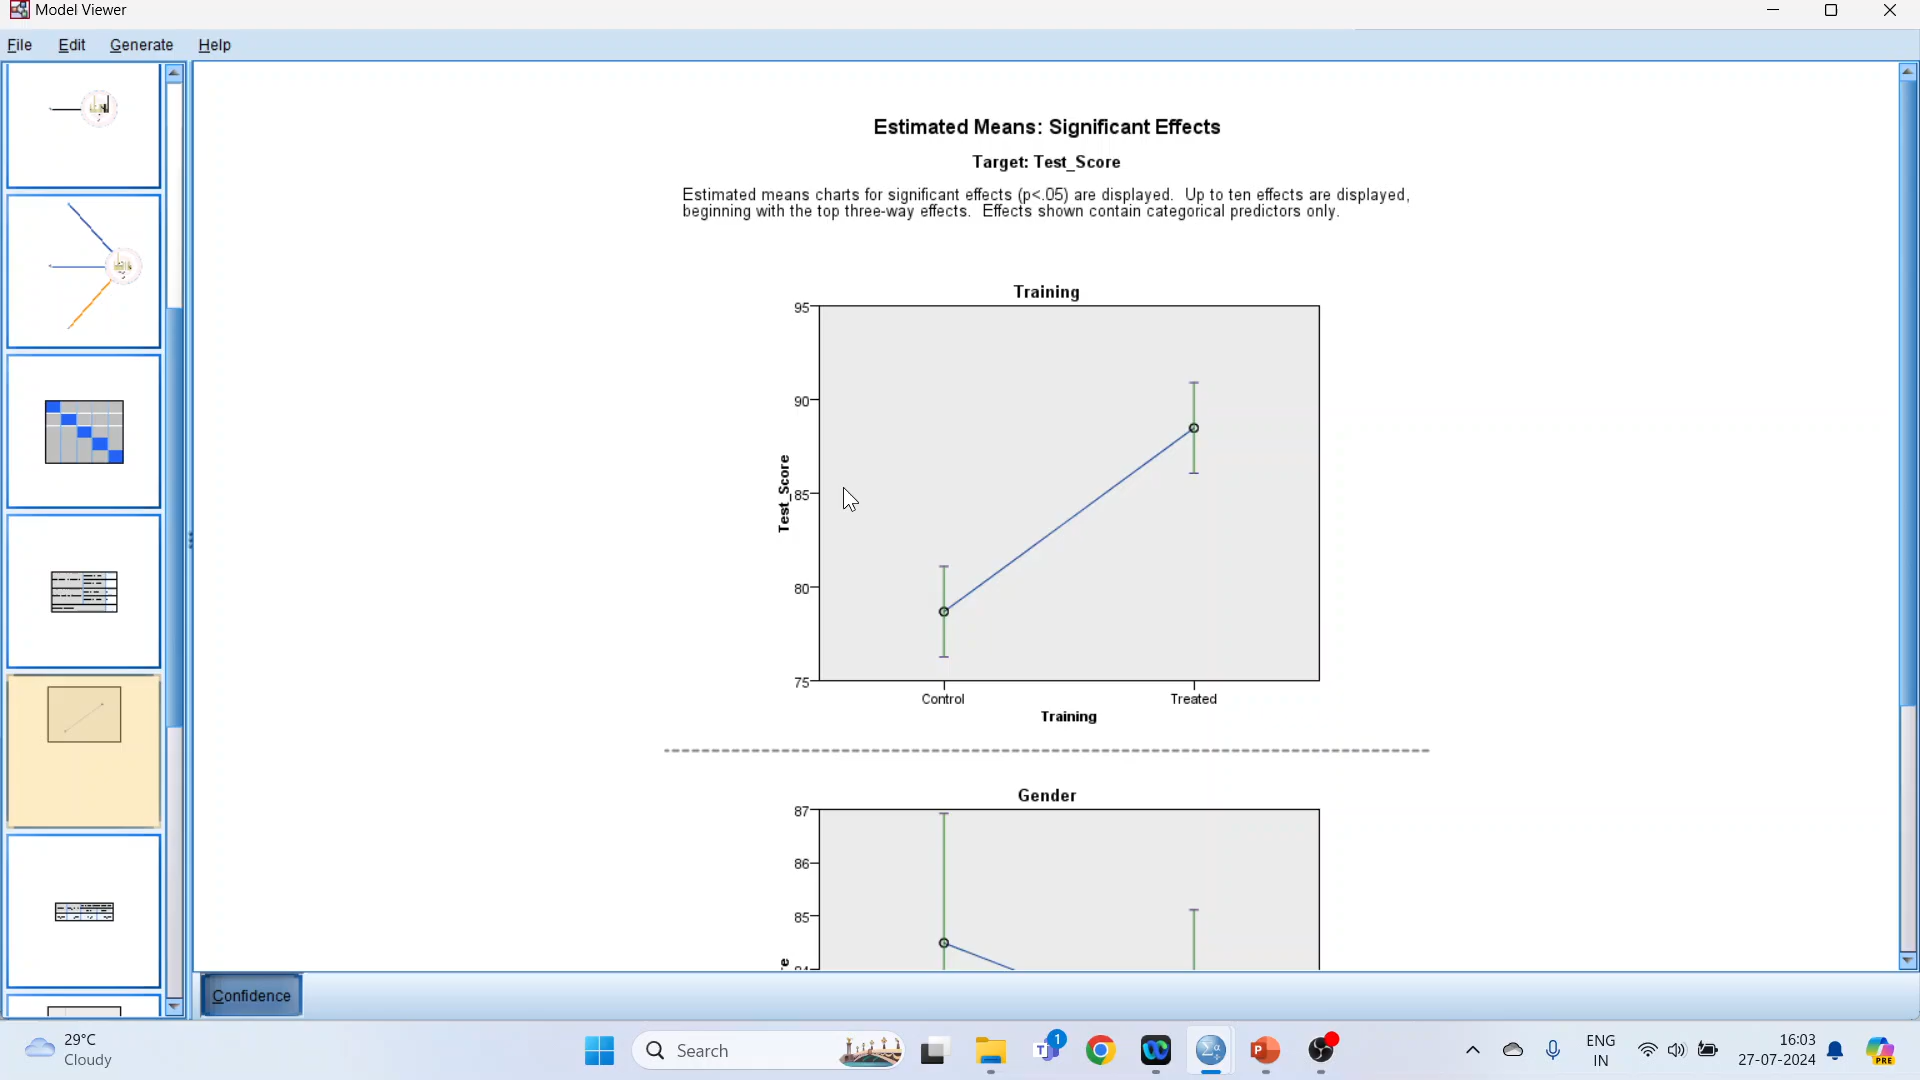 Model Viewer
File Edit Generate Help
Estimated Means: Significant Effects
Target: Test_Score
Estimated means charts for significant effects (p<.05) are displayed. Up to ten effects are displayed,
beginning with the top three-way effects. Effects shown contain categorical predictors only.
Training
95
90
85
80
75
Test_Score
Control Treated
Training
Gender
87
86
85
Confidence
29°C
Cloudy
Search
1
ENG
IN
16:03
27-07-2024
PRE